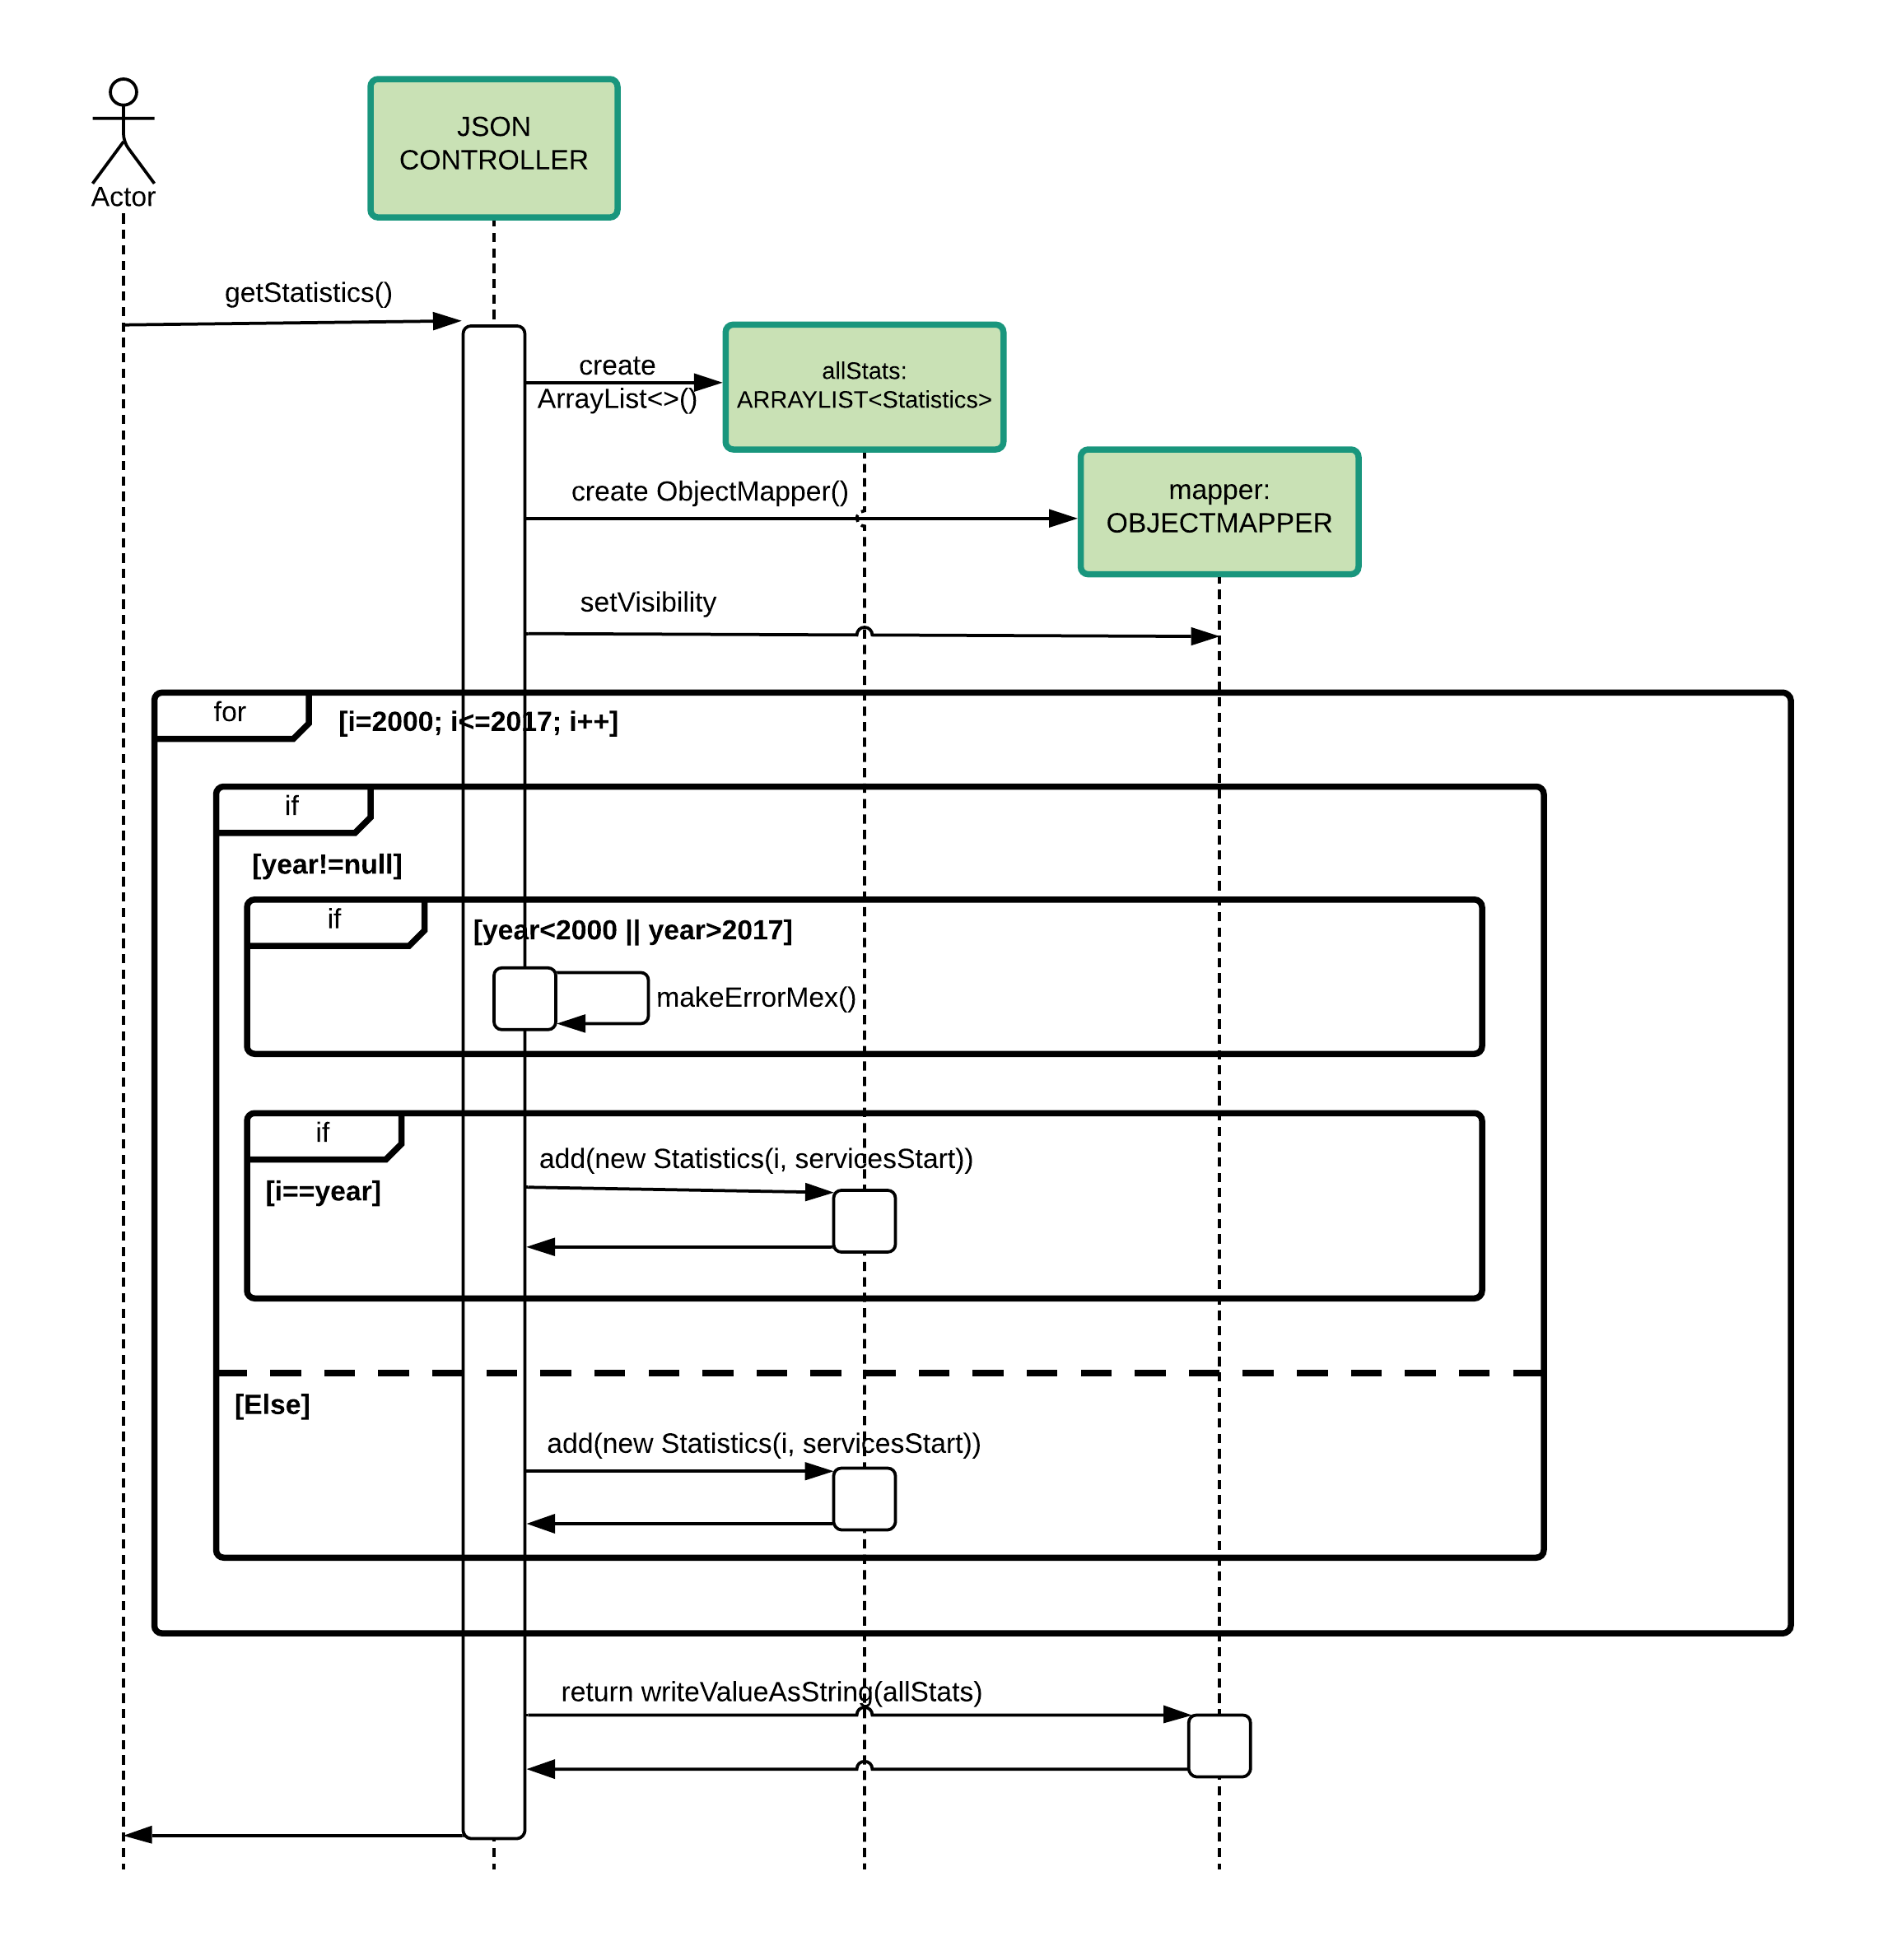 Actor
JSON
CONTROLLER
getStatistics()
create
ArrayList<>()
allStats:
ARRAYLIST<Statistics>
create ObjectMapper()
mapper:
OBJECTMAPPER
setVisibility
for
[i=2000; i<=2017; i++]
if
[year!=null]
if
[year<2000 || year>2017]
makeErrorMex()
if
add(new Statistics(i, servicesStart))
[i==year]
[Else]
add(new Statistics(i, servicesStart))
return writeValueAsString(allStats)